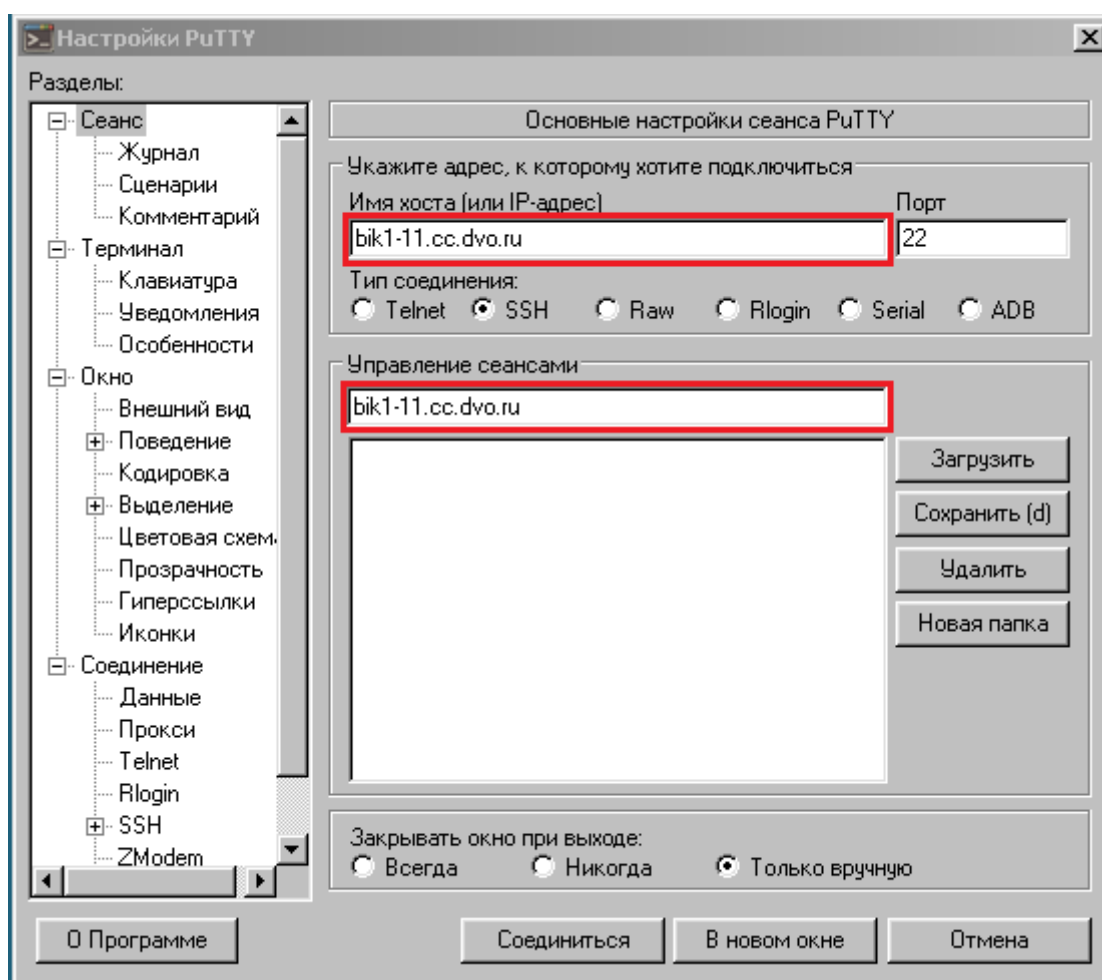 Настройки PuTTY
Разделы:
Сеанс
Журнал
Сценарии
Комментарий
Терминал
Клавиатура
Уведомления
Особенности
Окно
Внешний вид
Поведение
Кодировка
Выделение
Цветовая схем
Прозрачность
Гиперссылки
Иконки
Соединение
Данные
Прокси
Telnet
Rlogin
SSH
ZModem
Основные настройки сеанса PuTTY
Укажите адрес, к которому хотите подключиться
Имя хоста (или IP-адрес) Порт
bik1-11.cc.dvo.ru 22
Тип соединения:
Telnet SSH Raw Rlogin Serial ADB
Управление сеансами
bik1-11.cc.dvo.ru
Загрузить
Сохранить (d)
Удалить
Новая папка
Закрывать окно при выходе:
Всегда Никогда Только вручную
О Программе Соединиться В новом окне Отмена